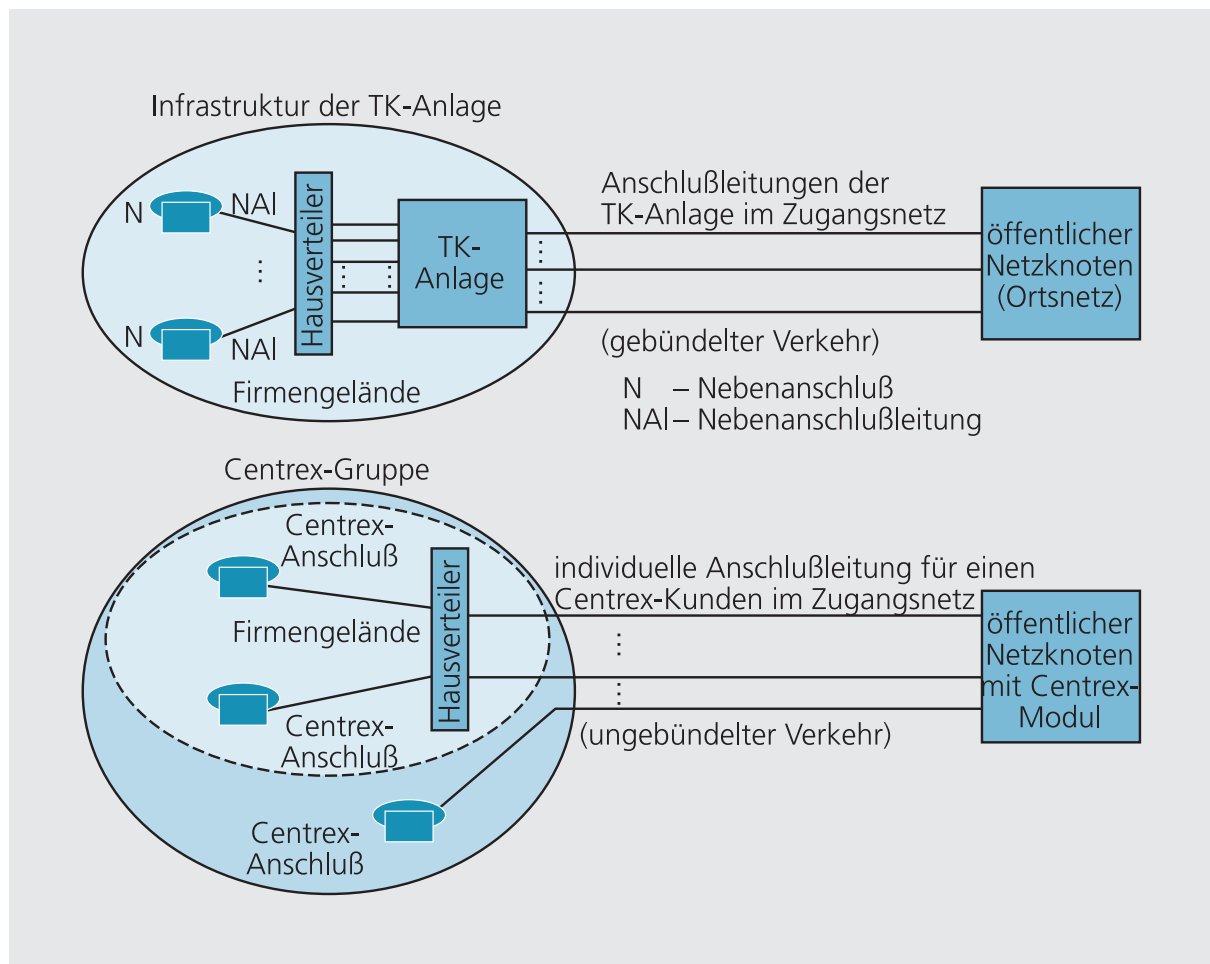 Infrastruktur der TK-Anlage
N
NAl
Hausverteiler
TK-
Anlage
N
NAl
Firmengelände
Anschlußleitungen der
TK-Anlage im Zugangsnetz
öffentlicher
Netzknoten
(Ortsnetz)
(gebündelter Verkehr)
N – Nebenanschluß
NAl – Nebenanschlußleitung
Centrex-Gruppe
Centrex-
Anschluß
Firmengelände
Hausverteiler
Centrex-
Anschluß
Centrex-
Anschluß
individuelle Anschlußleitung für einen
Centrex-Kunden im Zugangsnetz
(ungebündelter Verkehr)
öffentlicher
Netzknoten
mit Centrex-
Modul